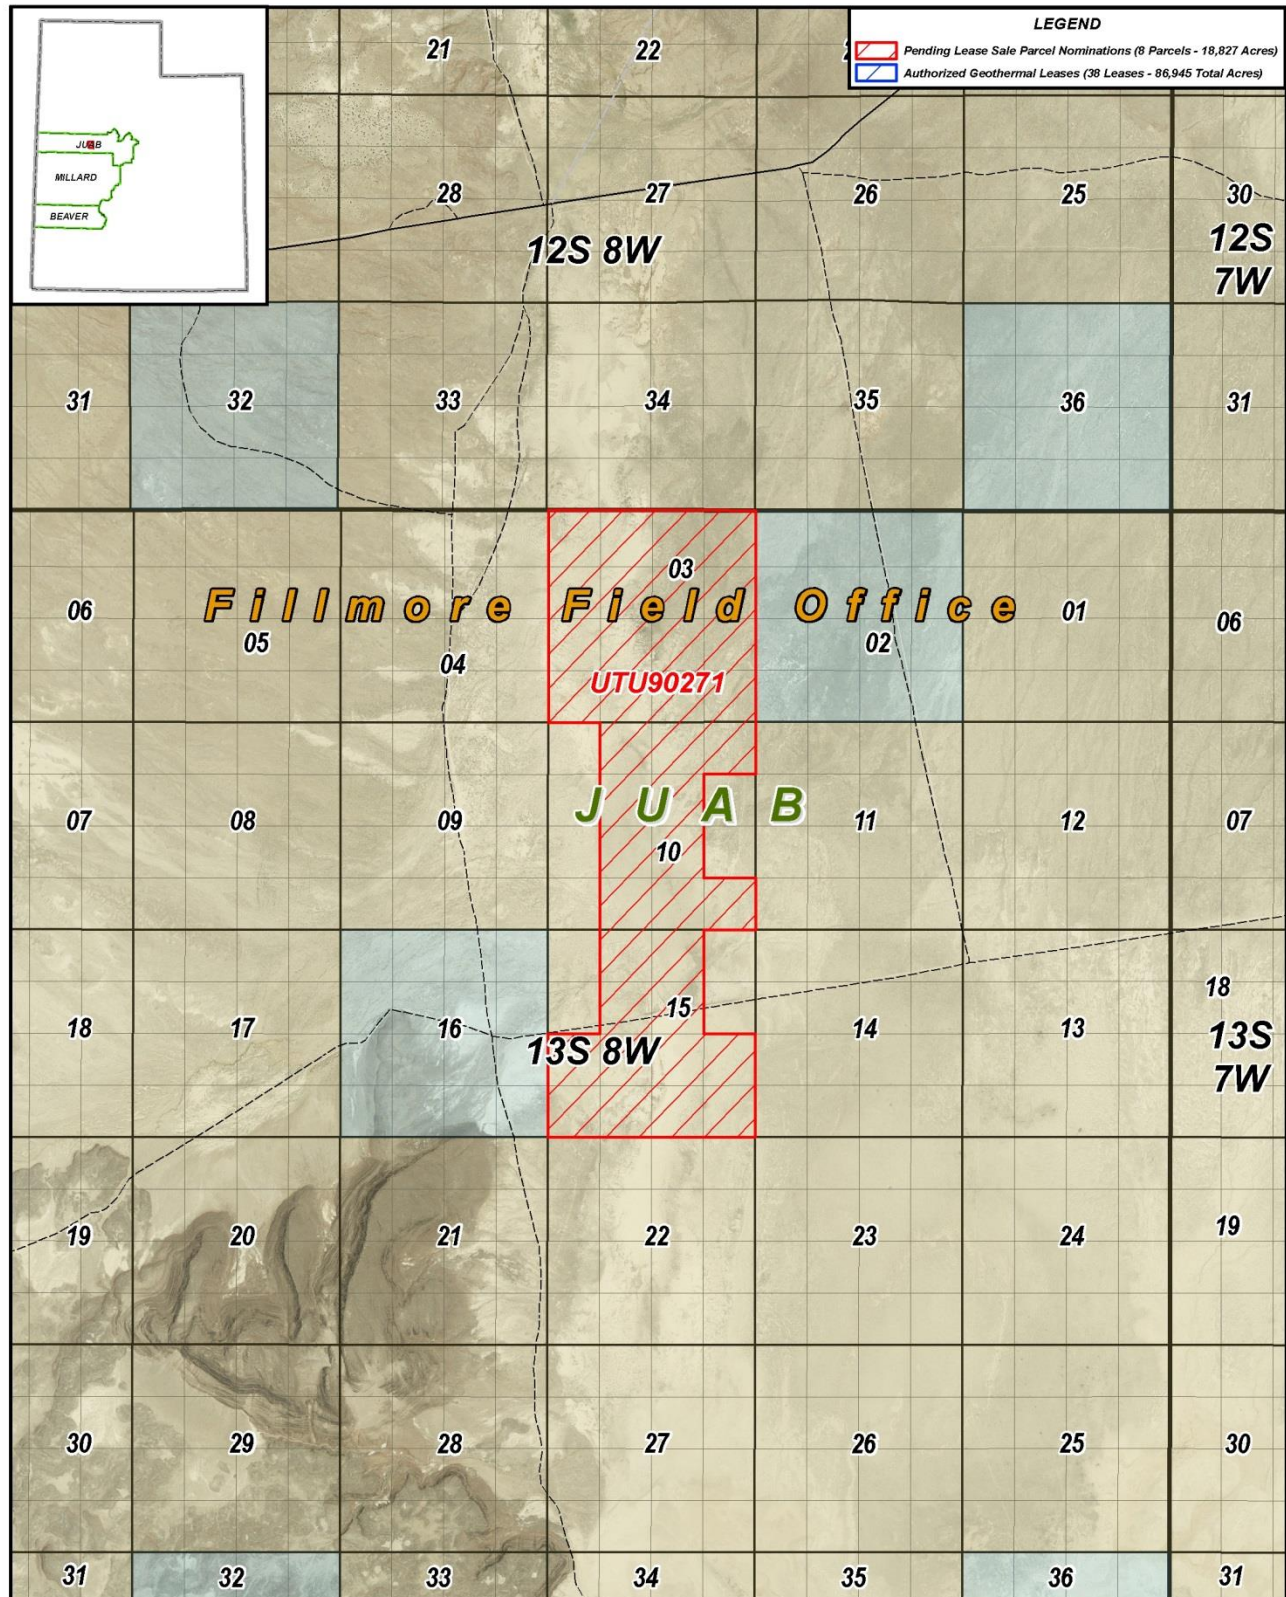 LEGEND
Pending Lease Sale Parcel Nominations (8 Parcels - 18,827 Acres)
Authorized Geothermal Leases (38 Leases - 86,945 Total Acres)
JUAB
MILLARD
BEAVER
21 22
28 27 26 25 30
12S 8W
12S
7W
31 32 33 34 35 36 31
03
06 05 04 02 01 06
Fillmore Field Office
UTU90271
07 08 09 11 12 07
JUAB
10
18 17 16 15 14 13 18
13S 8W
13S
7W
19 20 21 22 23 24 19
30 29 28 27 26 25 30
31 32 33 34 35 36 31